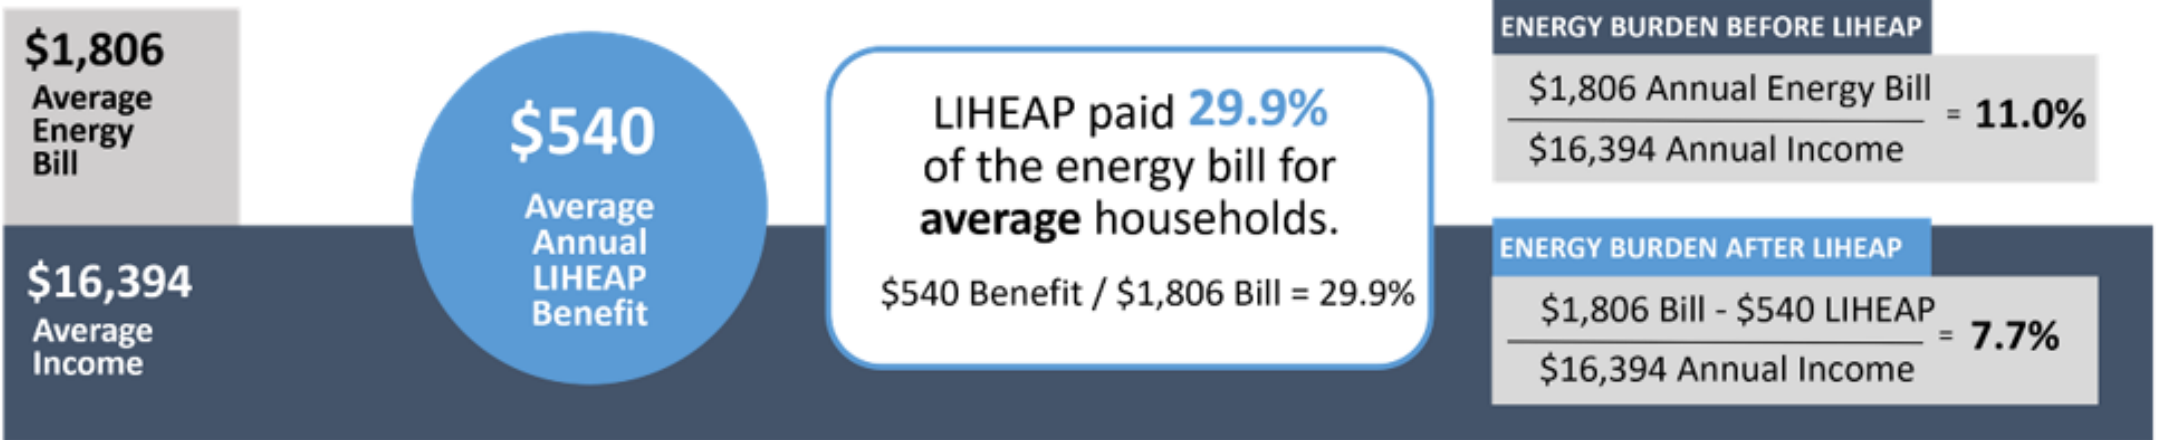 $1,806
Average
Energy
Bill
$16,394
Average
Income
$540
Average
Annual
LIHEAP
Benefit
LIHEAP paid 29.9%
of the energy bill for
average households.
$540 Benefit / $1,806 Bill = 29.9%
ENERGY BURDEN BEFORE LIHEAP
$1,806 Annual Energy Bill
$16,394 Annual Income
= 11.0%
ENERGY BURDEN AFTER LIHEAP
$1,806 Bill - $540 LIHEAP
$16,394 Annual Income
= 7.7%